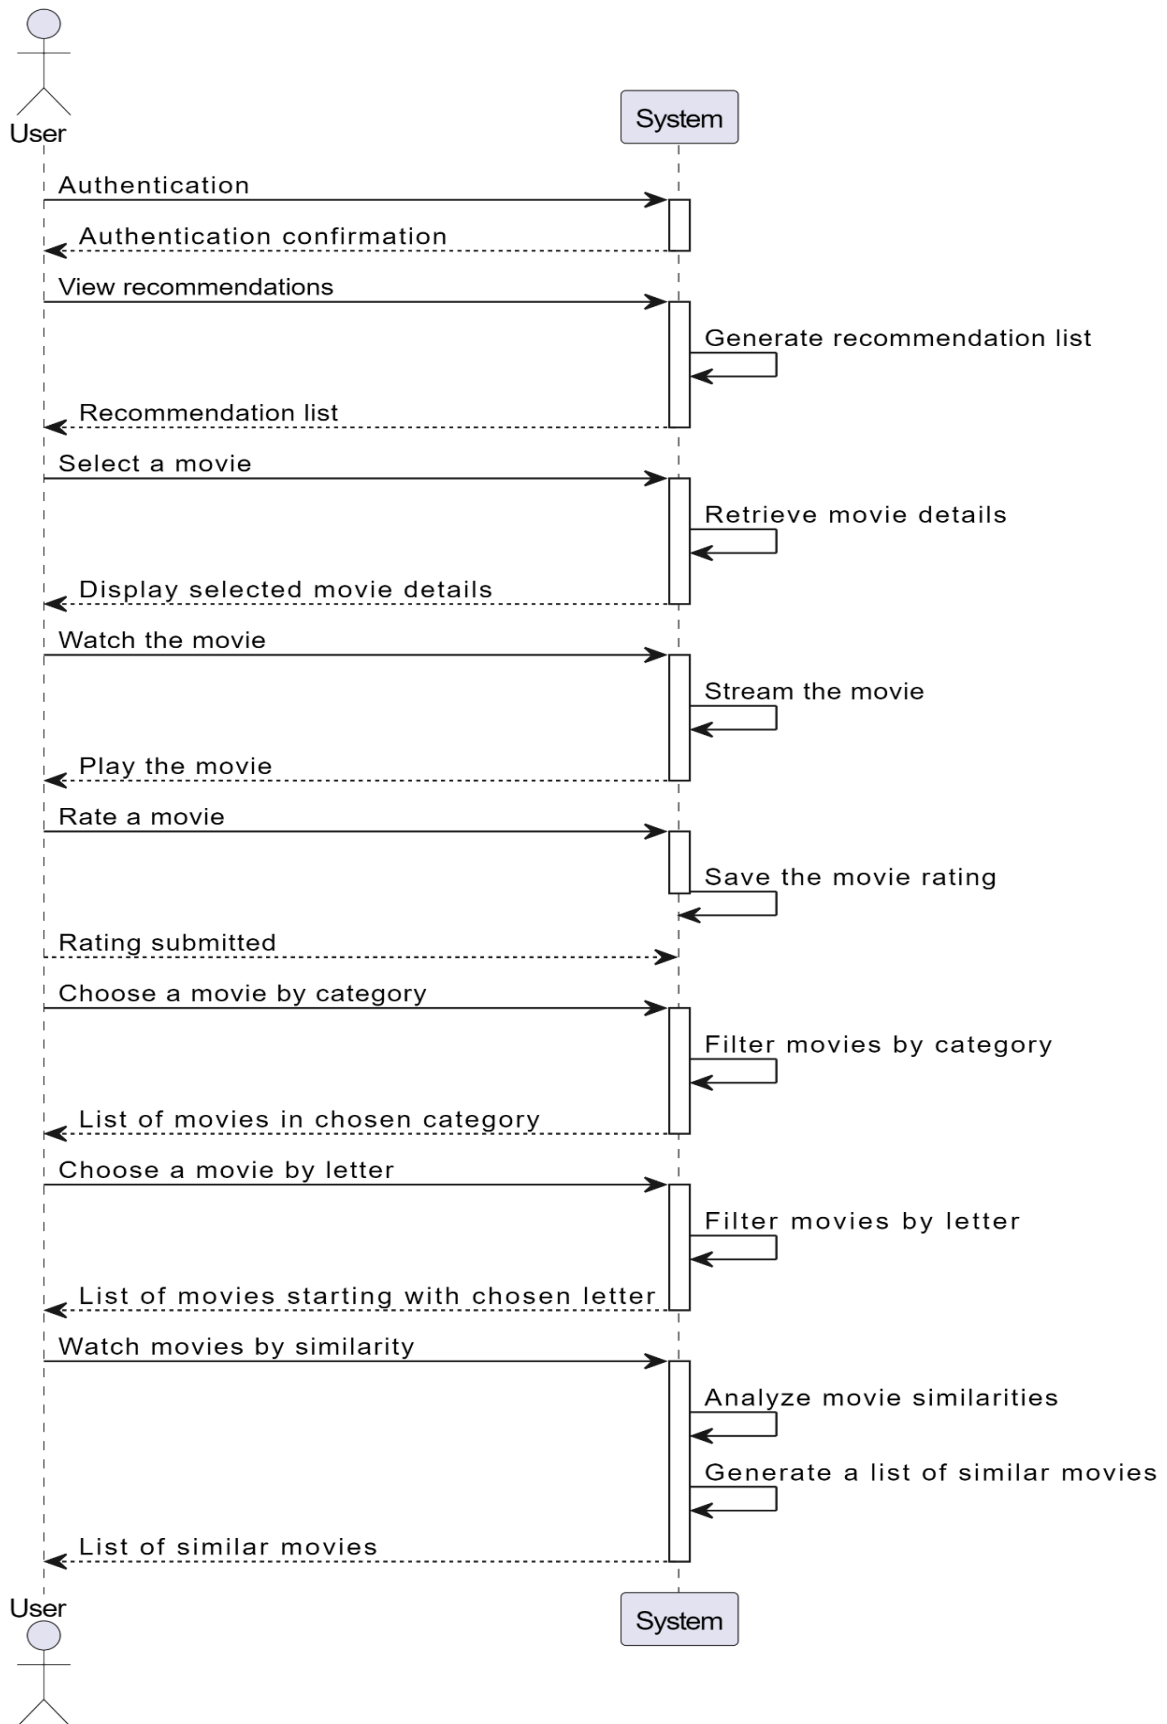 User
System
Authentication
Authentication confirmation
View recommendations
Generate recommendation list
Recommendation list
Select a movie
Retrieve movie details
Display selected movie details
Watch the movie
Stream the movie
Play the movie
Rate a movie
Save the movie rating
Rating submitted
Choose a movie by category
Filter movies by category
List of movies in chosen category
Choose a movie by letter
Filter movies by letter
List of movies starting with chosen letter
Watch movies by similarity
Analyze movie similarities
Generate a list of similar movies
List of similar movies
User
System